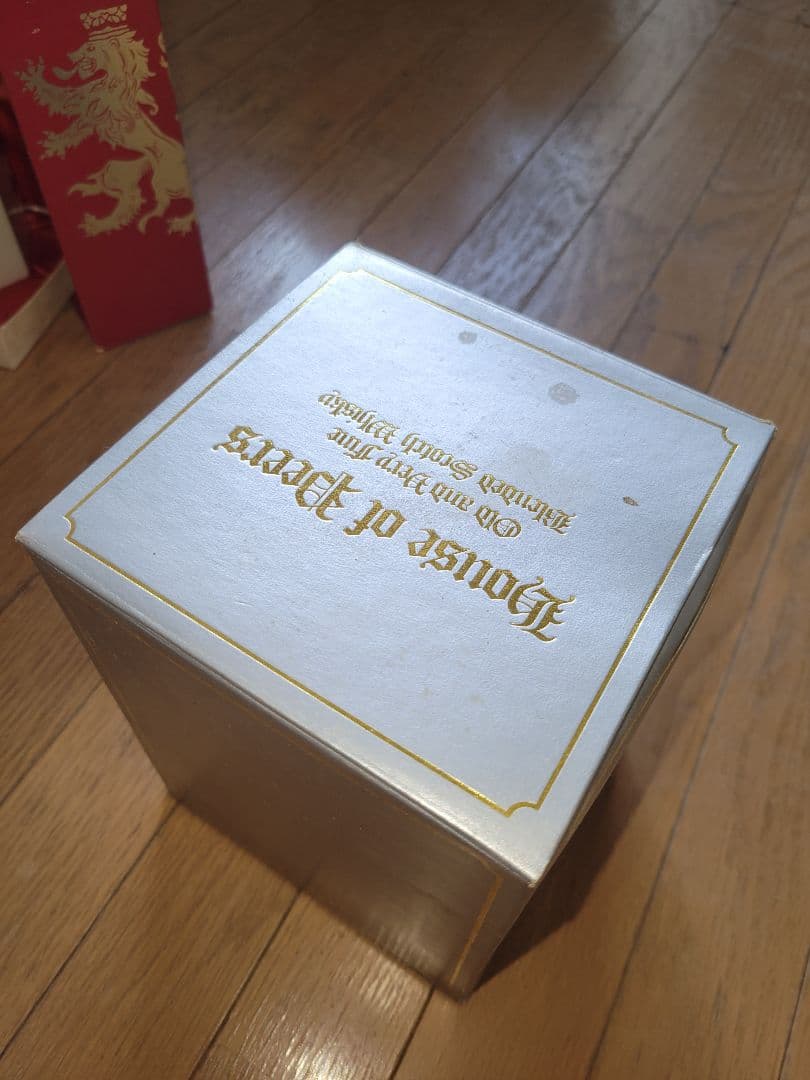 House of Peers
Old and Very Fine
Blended Scotch Whisky